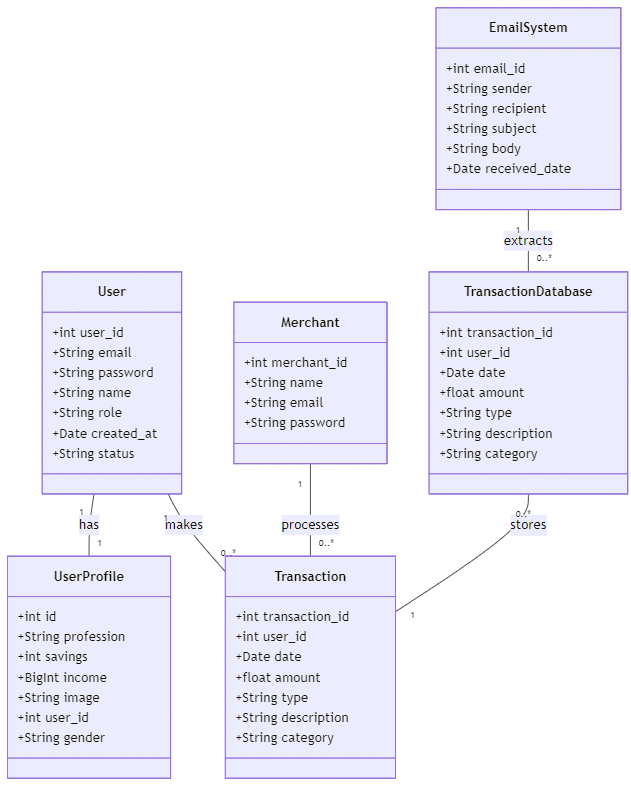 EmailSystem
+int email_id
+String sender
+String recipient
+String subject
+String body
+Date received_date
1
extracts
0..*
User
+int user_id
+String email
+String password
+String name
+String role
+Date created_at
+String status
Merchant
+int merchant_id
+String name
+String email
+String password
TransactionDatabase
+int transaction_id
+int user_id
+Date date
+float amount
+String type
+String description
+String category
1
has
1
1
makes
0..*
1
processes
0..*
0..*
stores
1
UserProfile
+int id
+String profession
+int savings
+BigInt income
+String image
+int user_id
+String gender
Transaction
+int transaction_id
+int user_id
+Date date
+float amount
+String type
+String description
+String category